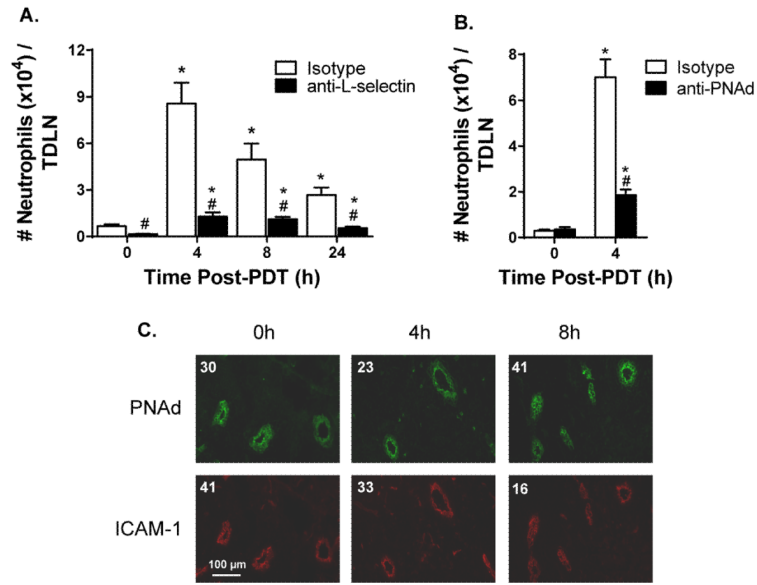 A.
# Neutrophils (x10⁴) / TDLN
12
9
6
3
0
Isotype
anti-L-selectin
*
#
*
*
#
*
*
#
*
*
#
0
4
8
24
Time Post-PDT (h)
B.
# Neutrophils (x10⁴) / TDLN
8
6
4
2
0
Isotype
anti-PNAd
*
*
#
0
4
Time Post-PDT (h)
C.
0h
4h
8h
PNAd
30
23
41
ICAM-1
41
33
16
100 µm